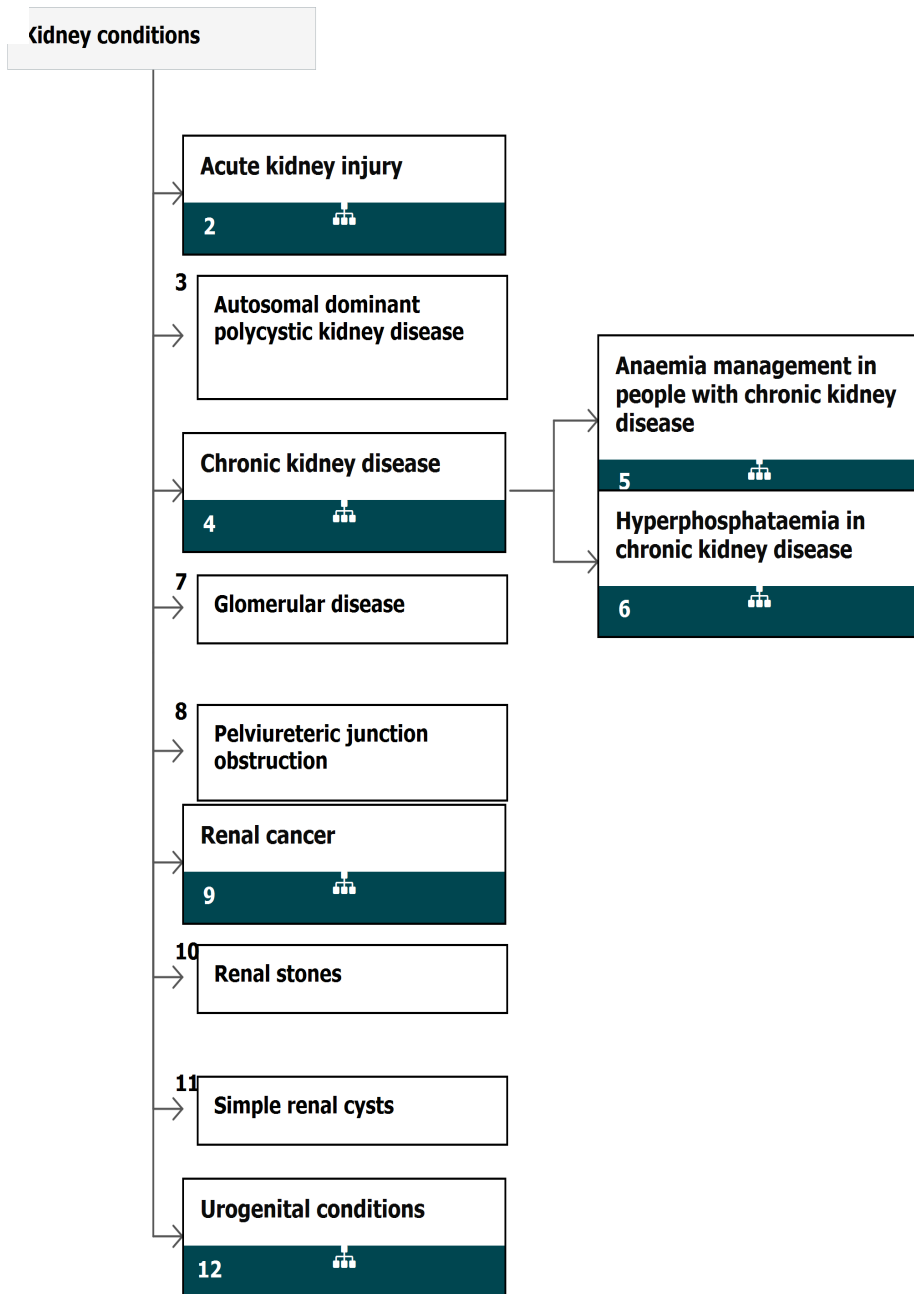 Kidney conditions
Acute kidney injury
2
3
Autosomal dominant
polycystic kidney disease
Anaemia management in
people with chronic kidney
disease
5
Chronic kidney disease
4
Hyperphosphataemia in
chronic kidney disease
6
7
Glomerular disease
8
Pelviureteric junction
obstruction
Renal cancer
9
10
Renal stones
11
Simple renal cysts
Urogenital conditions
12